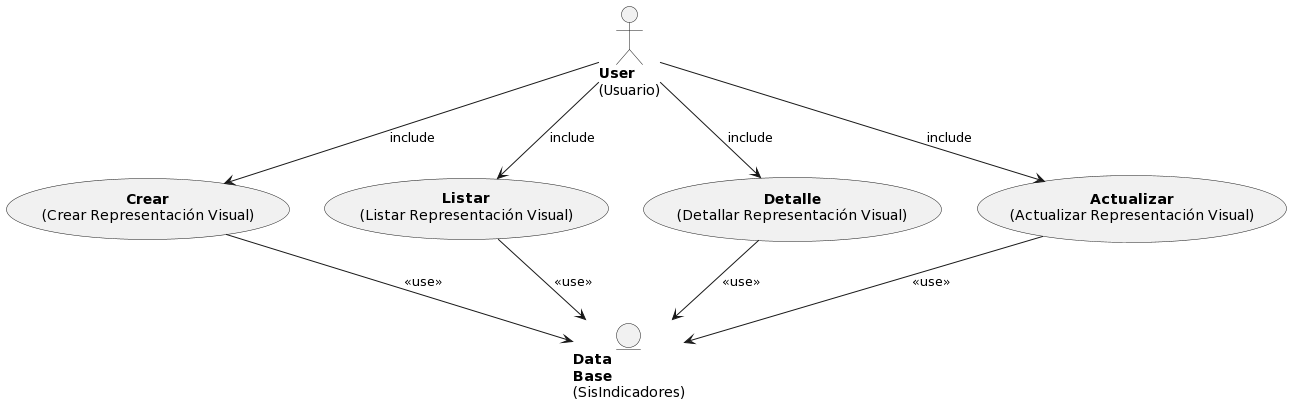 User
(Usuario)
include
include
include
include
Crear
(Crear Representación Visual)
Listar
(Listar Representación Visual)
Detalle
(Detallar Representación Visual)
Actualizar
(Actualizar Representación Visual)
«use»
«use»
«use»
«use»
Data
Base
(SisIndicadores)